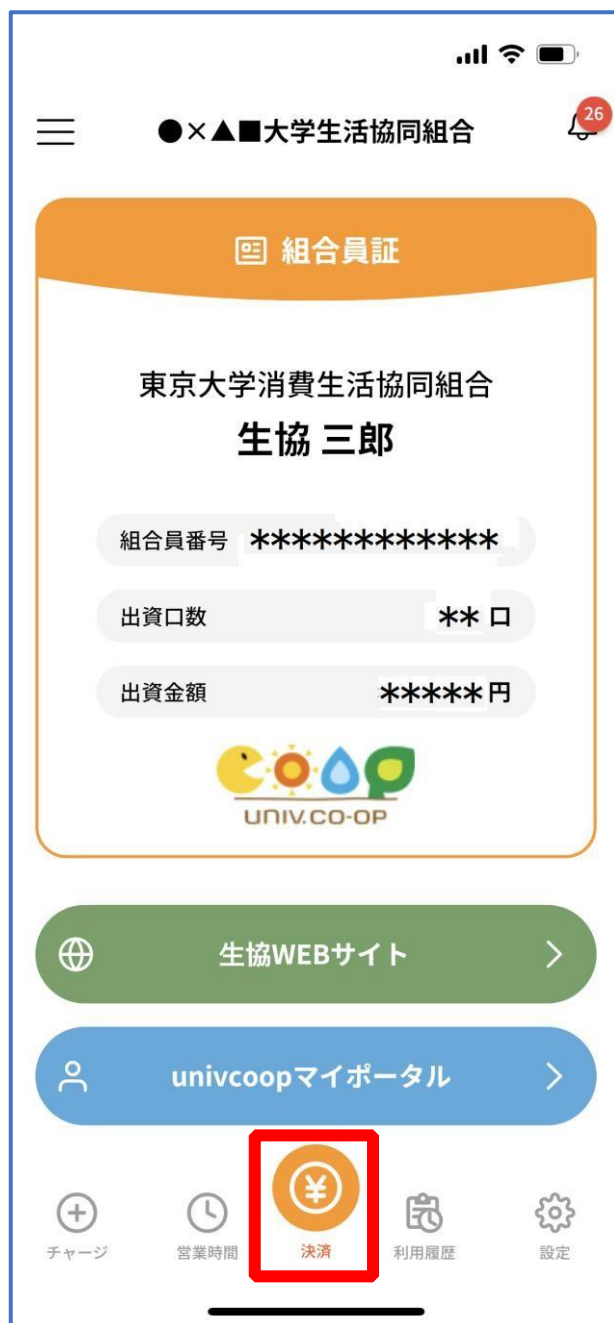 ●×▲■大学生活協同組合
26
組合員証
東京大学消費生活協同組合
生協 三郎
組合員番号 ************
出資口数 ** 口
出資金額 *****円
UNIV.CO-OP
生協WEBサイト
univcoopマイポータル
チャージ 営業時間 決済 利用履歴 設定